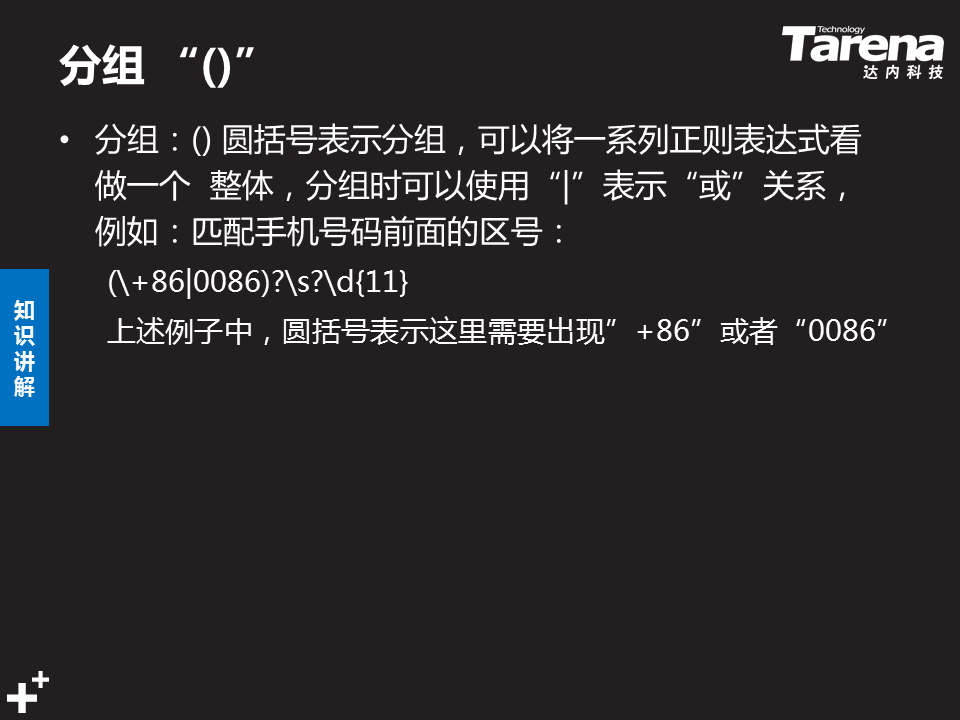 分组 “()”
Technology
Tarena
达内科技
• 分组：() 圆括号表示分组，可以将一系列正则表达式看
做一个 整体，分组时可以使用“|”表示“或”关系，
例如：匹配手机号码前面的区号：
(\+86|0086)?\s?\d{11}
上述例子中，圆括号表示这里需要出现”+86”或者“0086”
知
识
讲
解